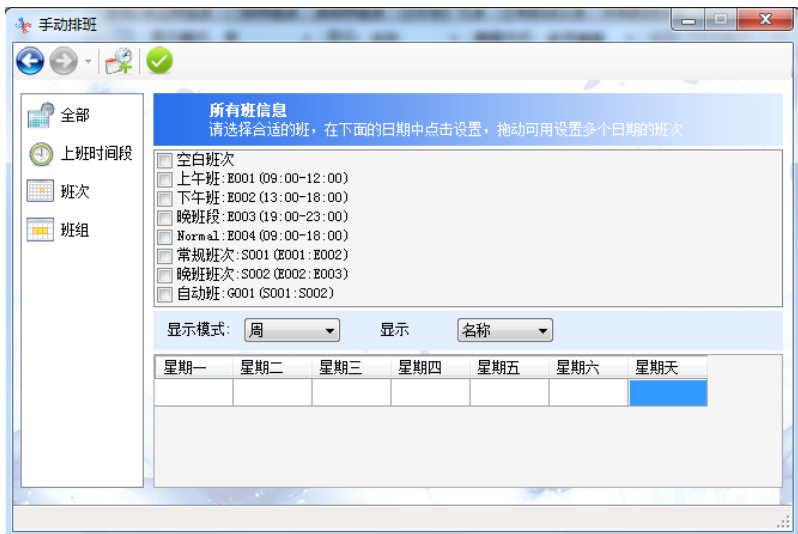 手动排班
所有班信息
请选择合适的班，在下面的日期中点击设置，拖动可用设置多个日期的班次
全部
上班时间段
班次
班组
空白班次
上午班:E001(09:00-12:00)
下午班:E002(13:00-18:00)
晚班段:E003(19:00-23:00)
Normal:E004(09:00-18:00)
常规班次:S001(E001:E002)
晚班班次:S002(E002:E003)
自动班:G001(S001:S002)
显示模式: 周 显示 名称
星期一 星期二 星期三 星期四 星期五 星期六 星期天